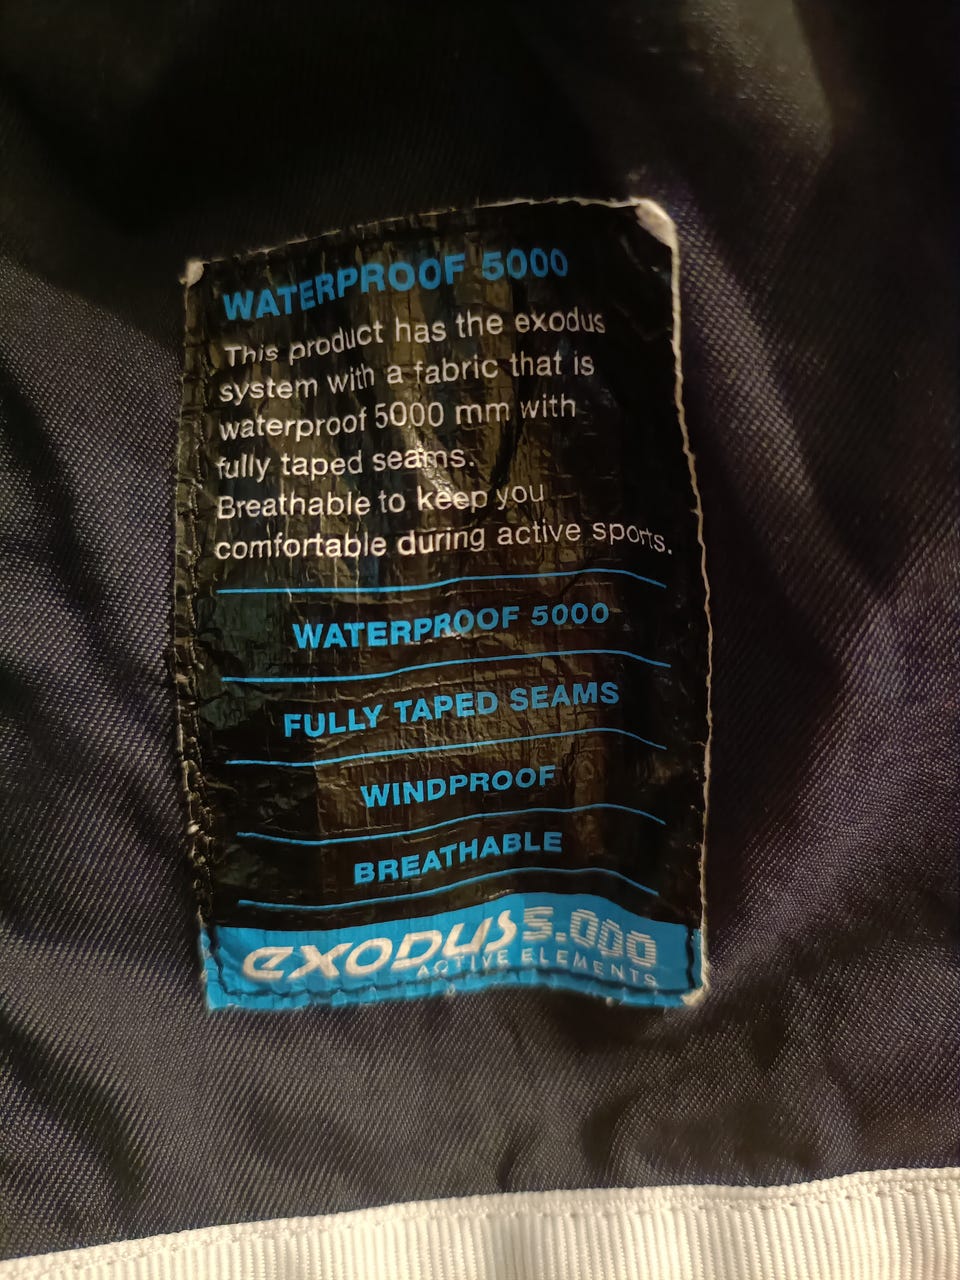 WATERPROOF 5000
This product has the exodus
system with a fabric that is
waterproof 5000 mm with
fully taped seams.
Breathable to keep you
comfortable during active sports.
WATERPROOF 5000
FULLY TAPED SEAMS
WINDPROOF
BREATHABLE
exodus 5.000
ACTIVE ELEMENTS